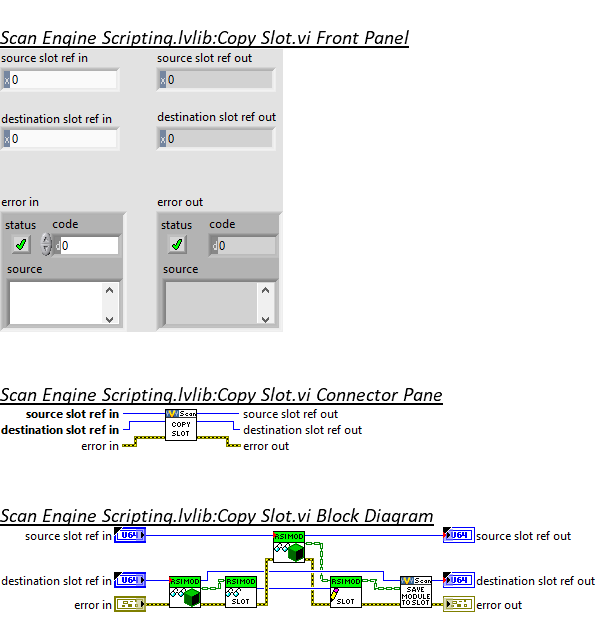 Scan Engine Scripting.lvlib:Copy Slot.vi Front Panel
source slot ref in
source slot ref out
x 0
x 0
destination slot ref in
destination slot ref out
x 0
x 0
error in
error out
status
code
status
code
d 0
d 0
source
source
Scan Engine Scripting.lvlib:Copy Slot.vi Connector Pane
source slot ref in
Scan
source slot ref out
destination slot ref in
COPY
SLOT
destination slot ref out
error in
error out
Scan Engine Scripting.lvlib:Copy Slot.vi Block Diagram
source slot ref in
U64
RSIMOD
U64
source slot ref out
destination slot ref in
U64
RSIMOD
RSIMOD
SLOT
RSIMOD
SLOT
Scan
SAVE
MODULE
TO SLOT
U64
destination slot ref out
error in
error out